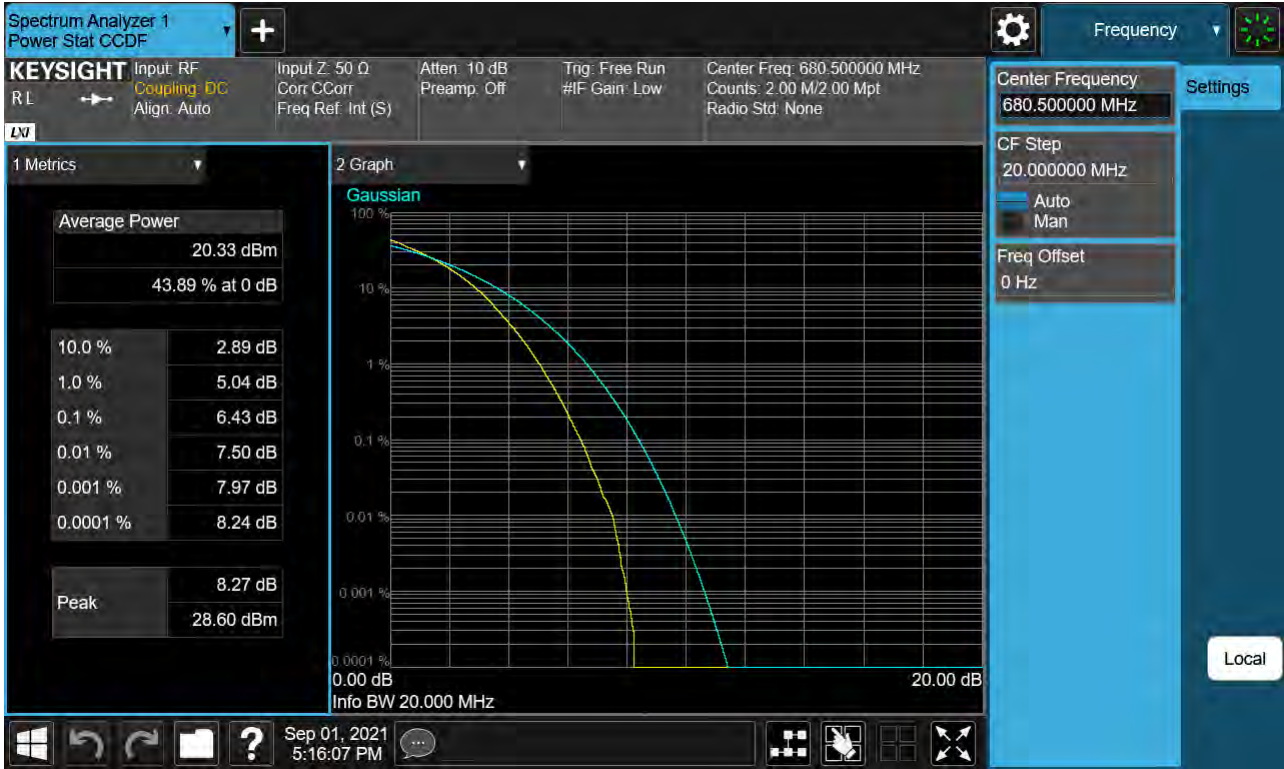 Spectrum Analyzer 1
Power Stat CCDF
Frequency
KEYSIGHT
R L
LXI
Input: RF
Coupling: DC
Align: Auto
Input Z: 50 Ω
Corr CCorr
Freq Ref: Int (S)
Atten: 10 dB
Preamp: Off
Trig: Free Run
#IF Gain: Low
Center Freq: 680.500000 MHz
Counts: 2.00 M/2.00 Mpt
Radio Std: None
Center Frequency
680.500000 MHz
Settings
CF Step
20.000000 MHz
Auto
Man
Freq Offset
0 Hz
1 Metrics
Average Power
20.33 dBm
43.89 % at 0 dB
10.0 % 2.89 dB
1.0 % 5.04 dB
0.1 % 6.43 dB
0.01 % 7.50 dB
0.001 % 7.97 dB
0.0001 % 8.24 dB
Peak
8.27 dB
28.60 dBm
2 Graph
Gaussian
100 %
10 %
1 %
0.1 %
0.01 %
0.001 %
0.0001 %
0.00 dB
20.00 dB
Info BW 20.000 MHz
Local
?
Sep 01, 2021
5:16:07 PM